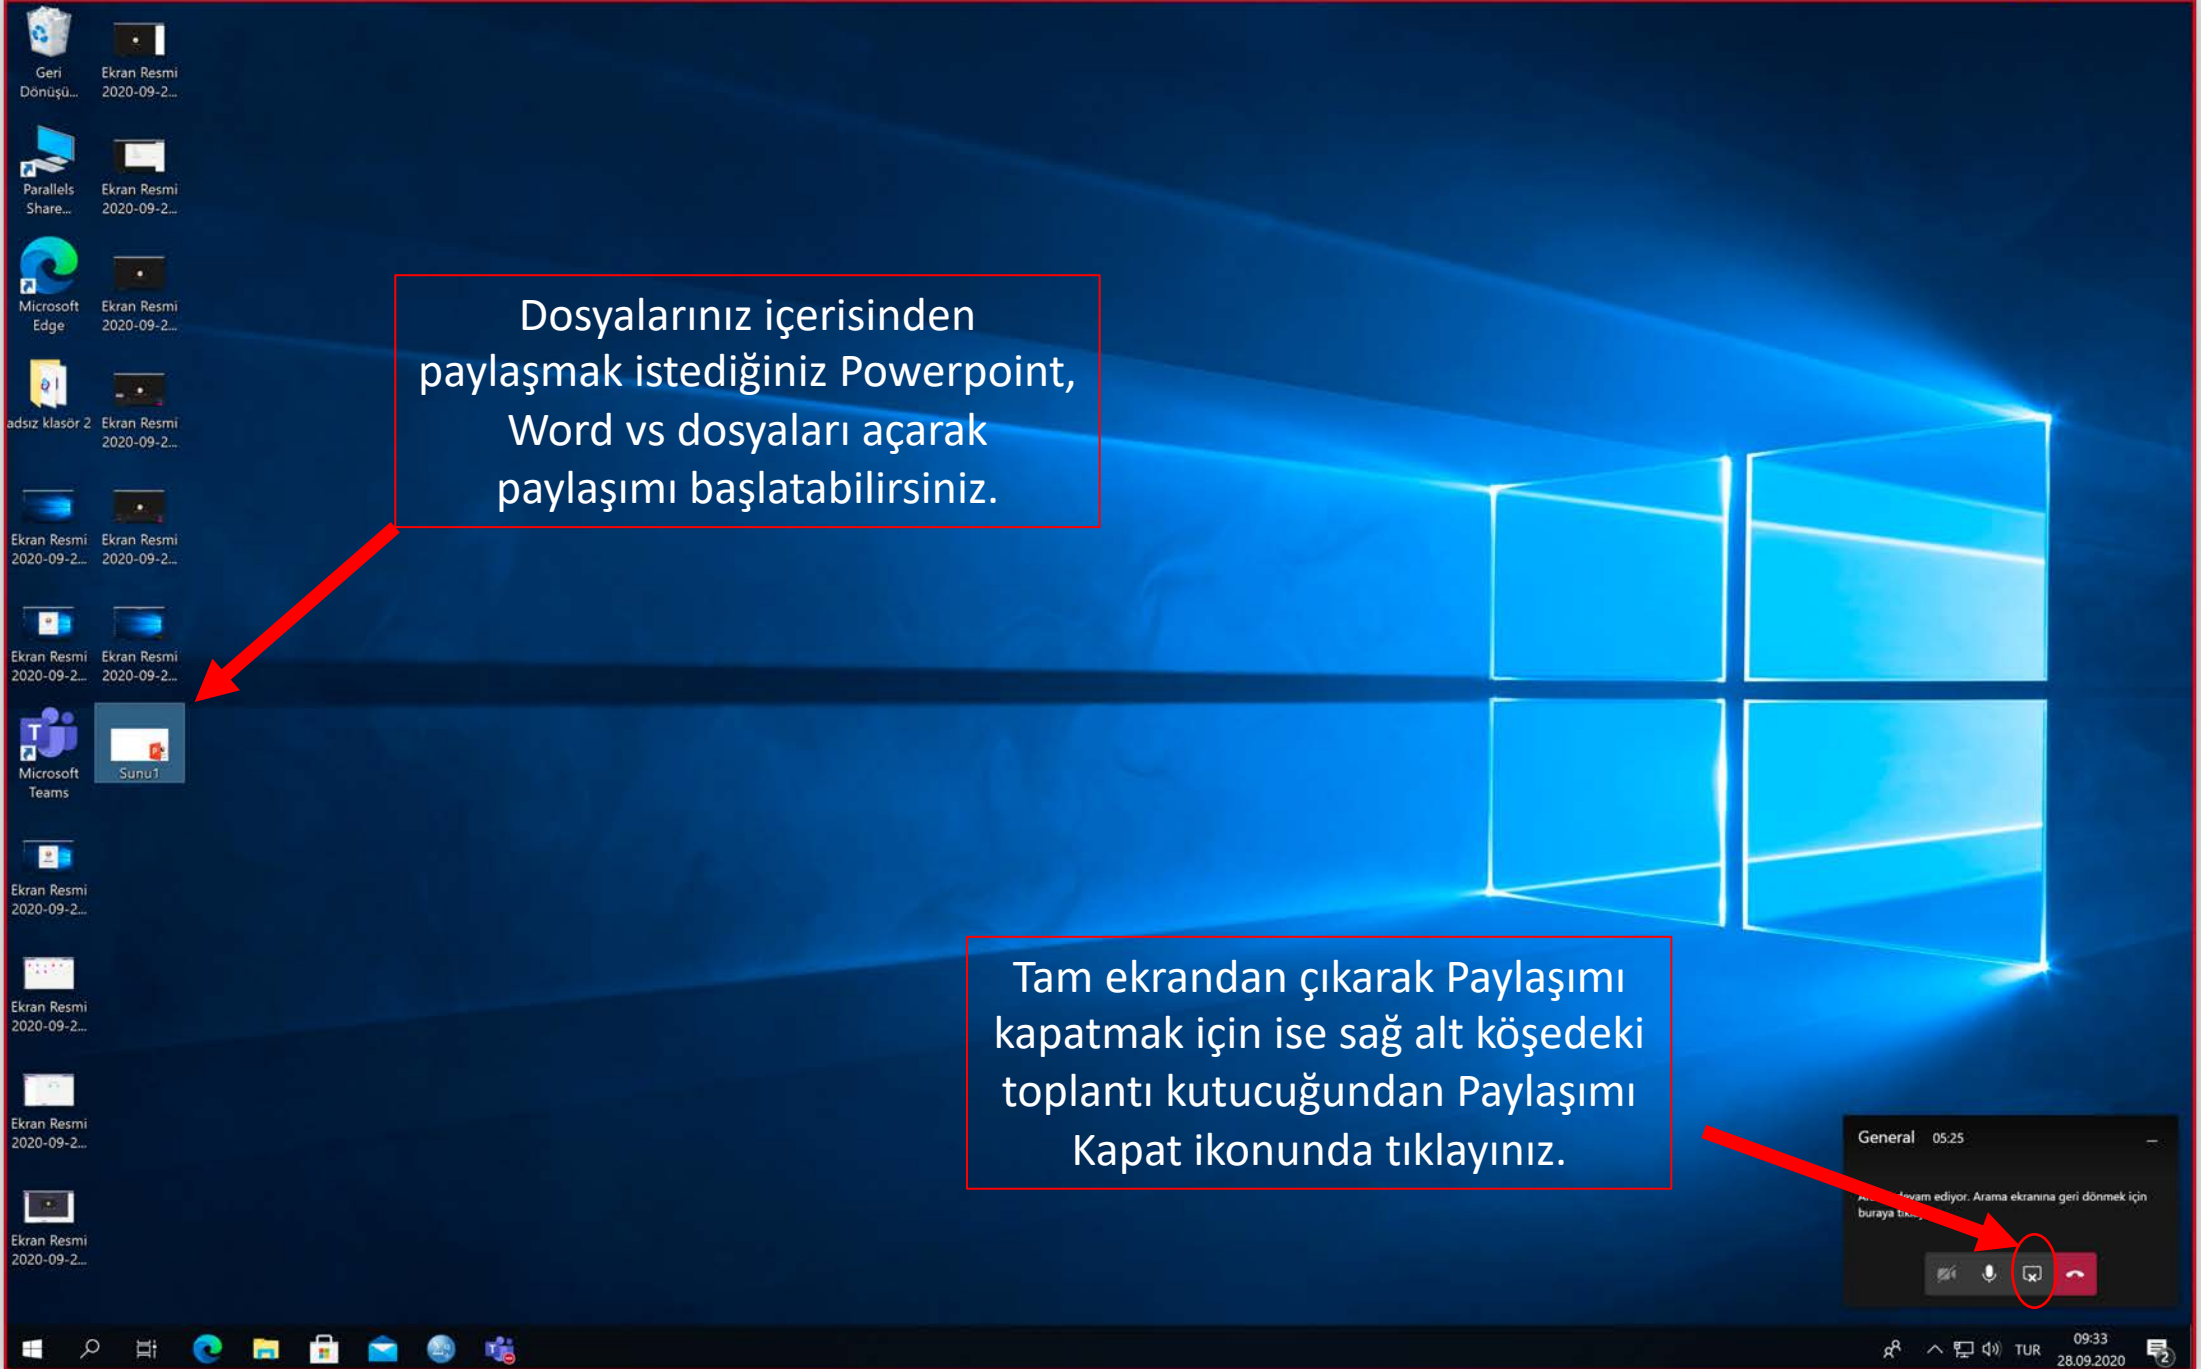 Geri
Dönüşü...
Ekran Resmi
2020-09-2...
Parallels
Share...
Ekran Resmi
2020-09-2...
Microsoft
Edge
Ekran Resmi
2020-09-2...
adsız klasör 2
Ekran Resmi
2020-09-2...
Ekran Resmi
2020-09-2...
Ekran Resmi
2020-09-2...
Ekran Resmi
2020-09-2...
Ekran Resmi
2020-09-2...
Microsoft
Teams
Sunu1
Ekran Resmi
2020-09-2...
Ekran Resmi
2020-09-2...
Ekran Resmi
2020-09-2...
Ekran Resmi
2020-09-2...
Dosyalarınız içerisinden
paylaşmak istediğiniz Powerpoint,
Word vs dosyaları açarak
paylaşımı başlatabilirsiniz.
Tam ekrandan çıkarak Paylaşımı
kapatmak için ise sağ alt köşedeki
toplantı kutucuğundan Paylaşımı
Kapat ikonunda tıklayınız.
General 05:25
ediyor. Arama ekranına geri dönmek için
buraya
TUR
09:33
28.09.2020
2